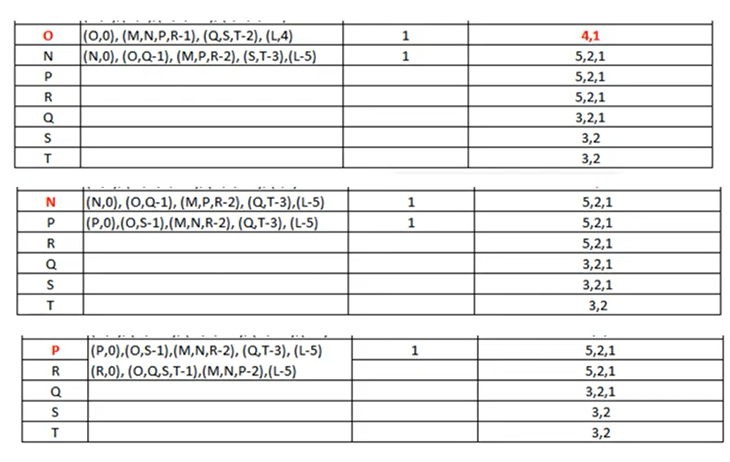 O (O,0), (M,N,P,R-1), (Q,S,T-2), (L,4) 1 4,1
N (N,0), (O,Q-1), (M,P,R-2), (S,T-3),(L-5) 1 5,2,1
P 5,2,1
R 5,2,1
Q 3,2,1
S 3,2
T 3,2
N (N,0), (O,Q-1), (M,P,R-2), (Q,T-3),(L-5) 1 5,2,1
P (P,0),(O,S-1),(M,N,R-2), (Q,T-3), (L-5) 1 5,2,1
R 5,2,1
Q 3,2,1
S 3,2,1
T 3,2
P (P,0),(O,S-1),(M,N,R-2), (Q,T-3), (L-5) 1 5,2,1
R (R,0), (O,Q,S,T-1),(M,N,P-2),(L-5) 5,2,1
Q 3,2,1
S 3,2
T 3,2